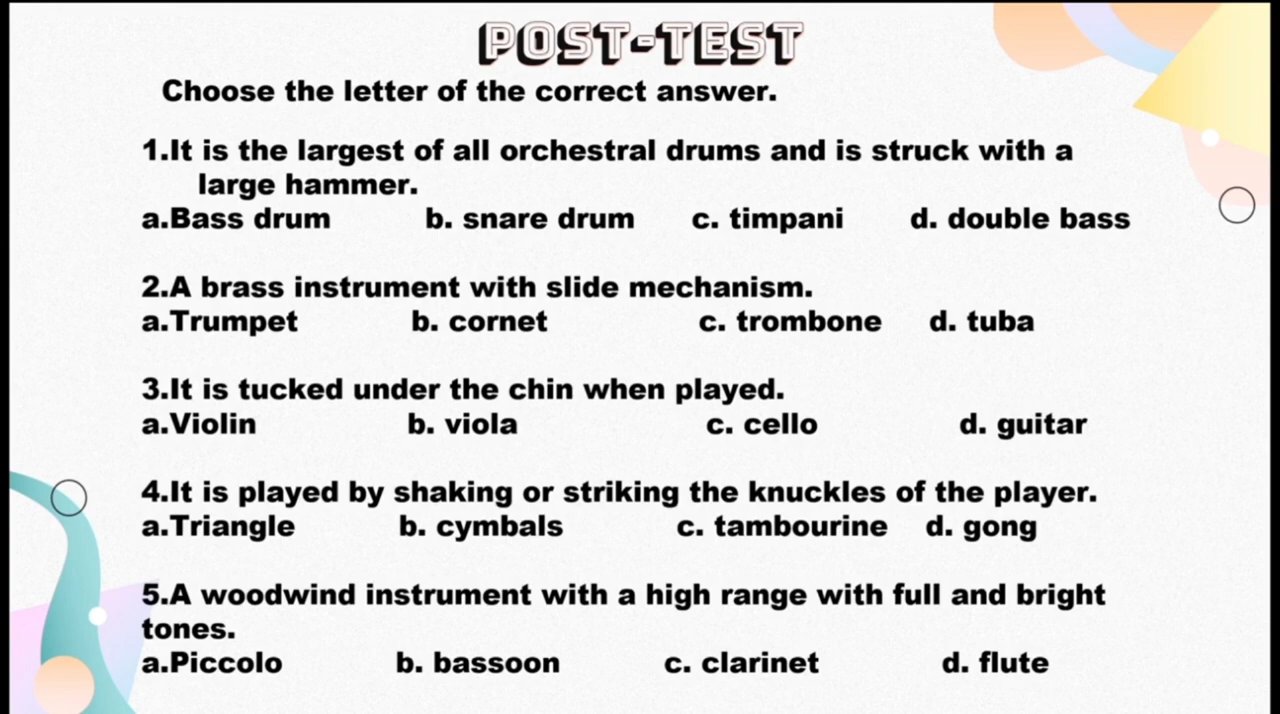 POST-TEST
Choose the letter of the correct answer.
1.It is the largest of all orchestral drums and is struck with a
large hammer.
a.Bass drum b. snare drum c. timpani d. double bass
2.A brass instrument with slide mechanism.
a.Trumpet b. cornet c. trombone d. tuba
3.It is tucked under the chin when played.
a.Violin b. viola c. cello d. guitar
4.It is played by shaking or striking the knuckles of the player.
a.Triangle b. cymbals c. tambourine d. gong
5.A woodwind instrument with a high range with full and bright
tones.
a.Piccolo b. bassoon c. clarinet d. flute